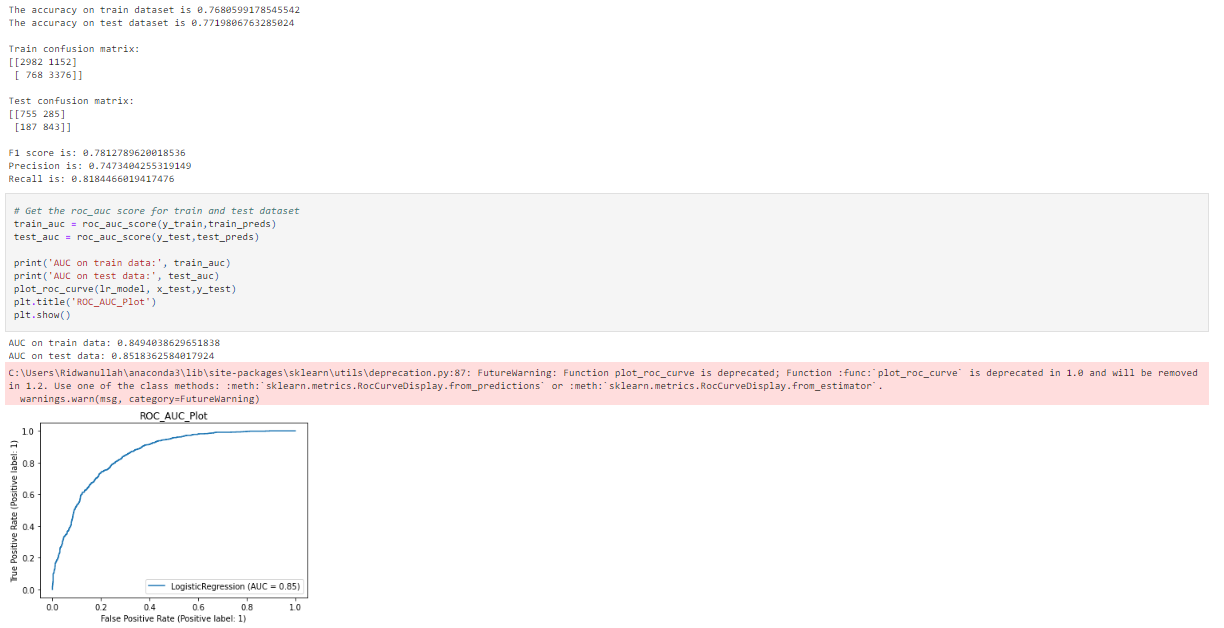 The accuracy on train dataset is 0.7680599178545542
The accuracy on test dataset is 0.7719806763285024
Train confusion matrix:
[[2982 1152]
 [ 768 3376]]
Test confusion matrix:
[[755 285]
 [187 843]]
F1 score is: 0.7812789620018536
Precision is: 0.7473404255319149
Recall is: 0.8184466019417476
# Get the roc_auc score for train and test dataset
train_auc = roc_auc_score(y_train,train_preds)
test_auc = roc_auc_score(y_test,test_preds)
print('AUC on train data:', train_auc)
print('AUC on test data:', test_auc)
plot_roc_curve(lr_model, x_test,y_test)
plt.title('ROC_AUC_Plot')
plt.show()
AUC on train data: 0.8494038629651838
AUC on test data: 0.8518362584017924
C:\Users\Ridwanullah\anaconda3\lib\site-packages\sklearn\utils\deprecation.py:87: FutureWarning: Function plot_roc_curve is deprecated; Function :func:`plot_roc_curve` is deprecated in 1.0 and will be removed
in 1.2. Use one of the class methods: :meth:`sklearn.metrics.RocCurveDisplay.from_predictions` or :meth:`sklearn.metrics.RocCurveDisplay.from_estimator`.
  warnings.warn(msg, category=FutureWarning)
ROC_AUC_Plot
True Positive Rate (Positive label: 1)
1.0
0.8
0.6
0.4
0.2
0.0
LogisticRegression (AUC = 0.85)
0.0 0.2 0.4 0.6 0.8 1.0
False Positive Rate (Positive label: 1)